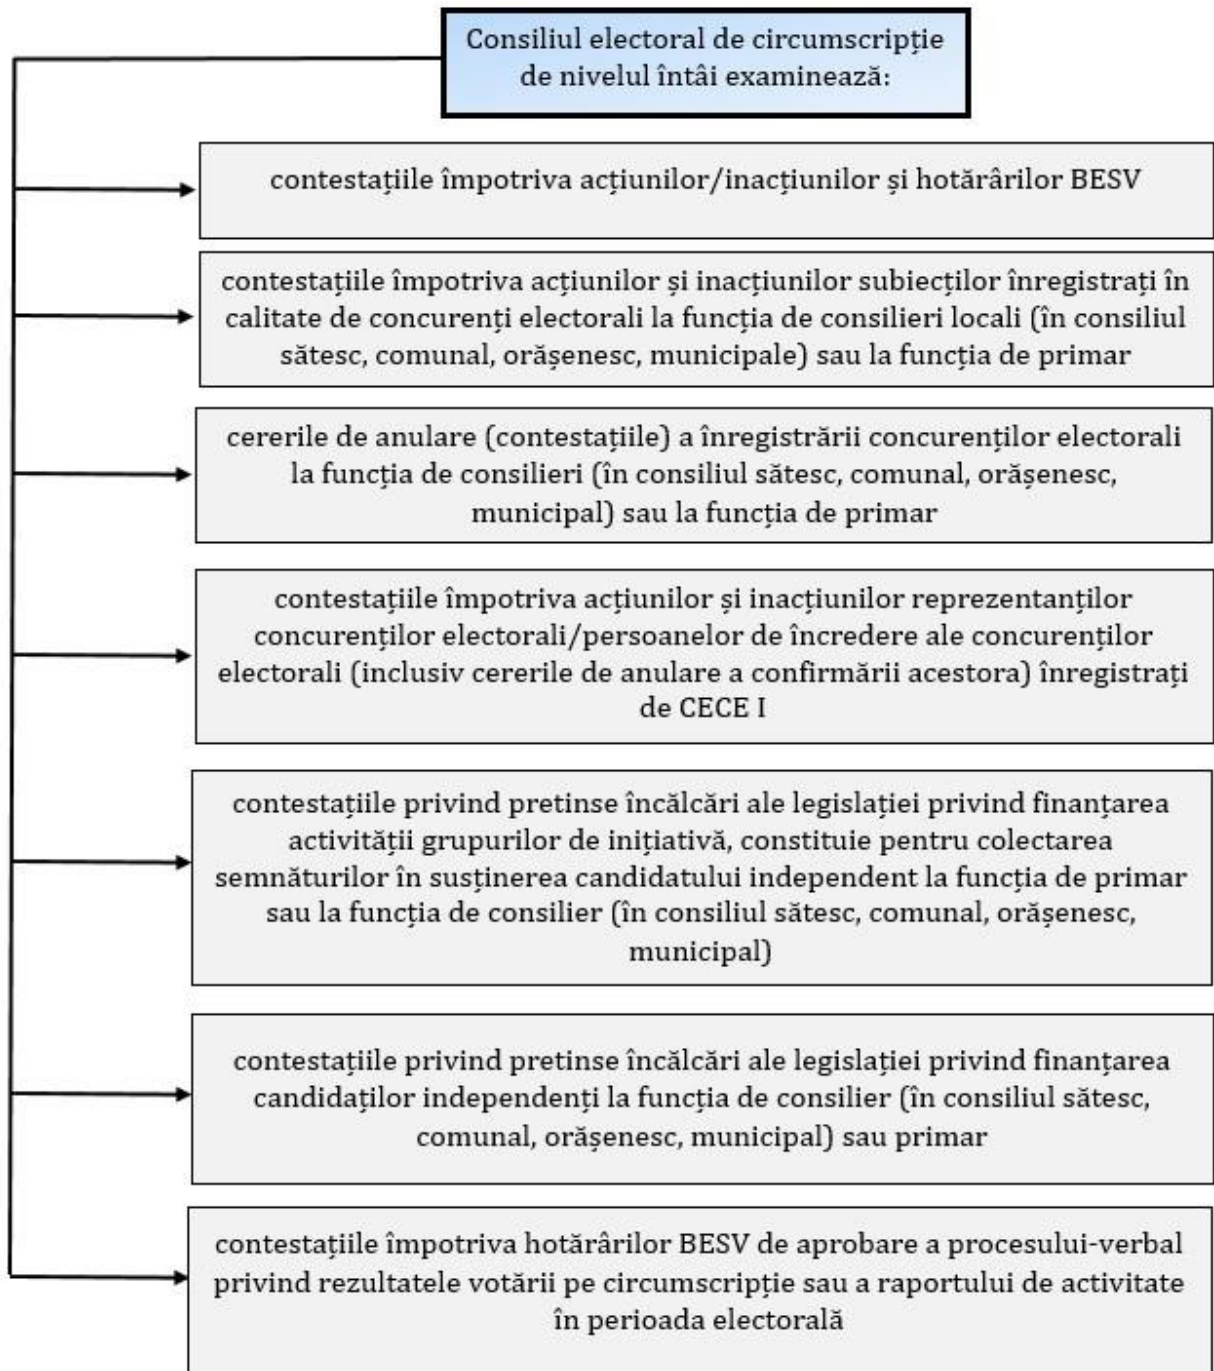 Consiliul electoral de circumscripție
de nivelul întâi examinează:
contestațiile împotriva acțiunilor/inacțiunilor și hotărârilor BESV
contestațiile împotriva acțiunilor și inacțiunilor subiecților înregistrați în
calitate de concurenți electorali la funcția de consilieri locali (în consiliul
sătesc, comunal, orășenesc, municipale) sau la funcția de primar
cererile de anulare (contestațiile) a înregistrării concurenților electorali
la funcția de consilieri (în consiliul sătesc, comunal, orășenesc,
municipal) sau la funcția de primar
contestațiile împotriva acțiunilor și inacțiunilor reprezentanților
concurenților electorali/persoanelor de încredere ale concurenților
electorali (inclusiv cererile de anulare a confirmării acestora) înregistrați
de CECE I
contestațiile privind pretinse încălcări ale legislației privind finanțarea
activității grupurilor de inițiativă, constituie pentru colectarea
semnăturilor în susținerea candidatului independent la funcția de primar
sau la funcția de consilier (în consiliul sătesc, comunal, orășenesc,
municipal)
contestațiile privind pretinse încălcări ale legislației privind finanțarea
candidaților independenți la funcția de consilier (în consiliul sătesc,
comunal, orășenesc, municipal) sau primar
contestațiile împotriva hotărârilor BESV de aprobare a procesului-verbal
privind rezultatele votării pe circumscripție sau a raportului de activitate
în perioada electorală